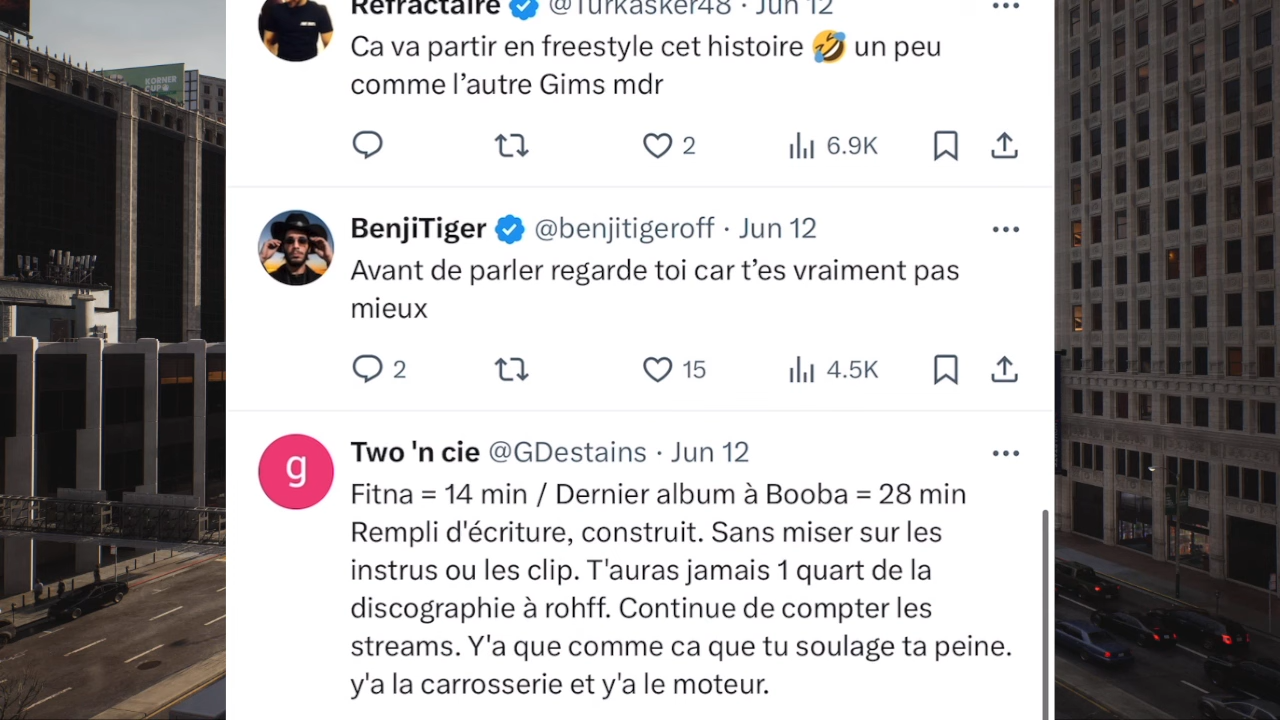 Réfractaire @Turkasker48 · Jun 12
Ca va partir en freestyle cet histoire 🤣 un peu
comme l’autre Gims mdr
2 6.9K
KORNER
CUP
BenjiTiger @benjitigeroff · Jun 12
Avant de parler regarde toi car t’es vraiment pas
mieux
2 15 4.5K
g
Two 'n cie @GDestains · Jun 12
Fitna = 14 min / Dernier album à Booba = 28 min
Rempli d'écriture, construit. Sans miser sur les
instrus ou les clip. T'auras jamais 1 quart de la
discographie à rohff. Continue de compter les
streams. Y'a que comme ca que tu soulage ta peine.
y'a la carrosserie et y'a le moteur.